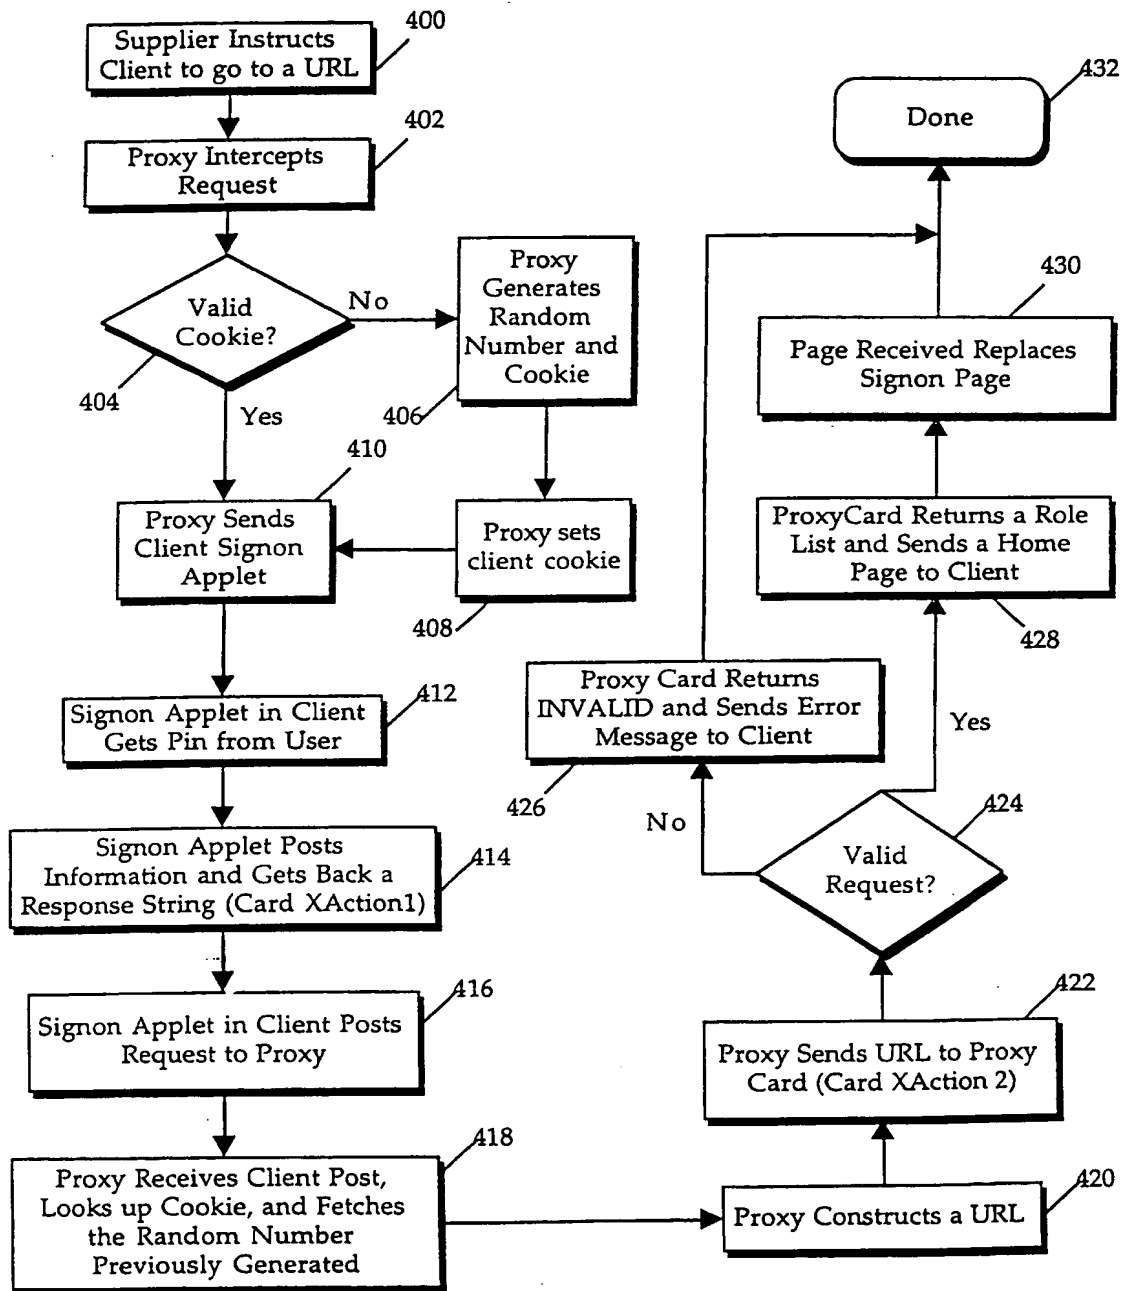 400
Supplier Instructs
Client to go to a URL
402
Proxy Intercepts
Request
Valid
Cookie?
404
No
Yes
Proxy
Generates
Random
Number and
Cookie
406
Proxy sets
client cookie
408
410
Proxy Sends
Client Signon
Applet
412
Signon Applet in Client
Gets Pin from User
414
Signon Applet Posts
Information and Gets Back a
Response String (Card XAction1)
416
Signon Applet in Client Posts
Request to Proxy
418
Proxy Receives Client Post,
Looks up Cookie, and Fetches
the Random Number
Previously Generated
420
Proxy Constructs a URL
422
Proxy Sends URL to Proxy
Card (Card XAction 2)
424
Valid
Request?
No
Yes
Proxy Card Returns
INVALID and Sends Error
Message to Client
426
ProxyCard Returns a Role
List and Sends a Home
Page to Client
428
430
Page Received Replaces
Signon Page
432
Done